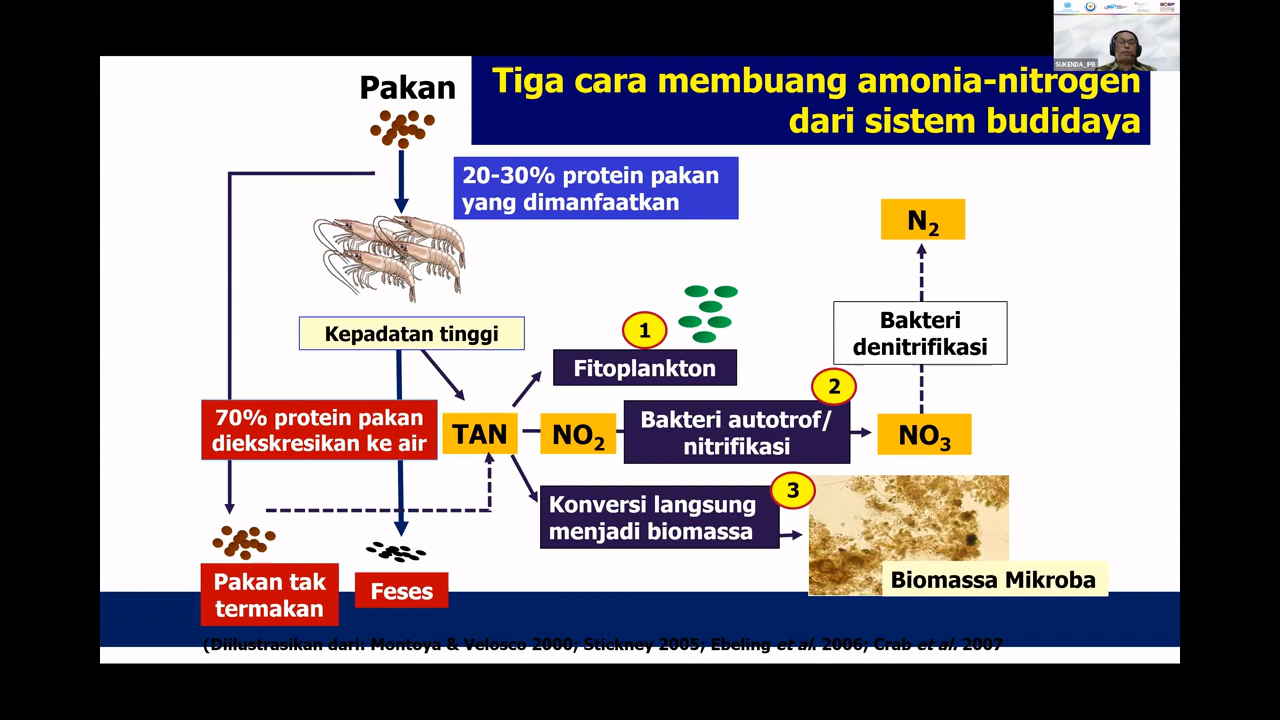 SUKENDA_IPB
Tiga cara membuang amonia-nitrogen
dari sistem budidaya
Pakan
20-30% protein pakan
yang dimanfaatkan
N2
Kepadatan tinggi
1
Fitoplankton
Bakteri
denitrifikasi
2
70% protein pakan
diekskresikan ke air
TAN
NO2
Bakteri autotrof/
nitrifikasi
NO3
3
Konversi langsung
menjadi biomassa
Pakan tak
termakan
Feses
Biomassa Mikroba
(Diilustrasikan dari: Montoya & Velosco 2000; Stickney 2005; Ebeling et al. 2006; Crab et al. 2007